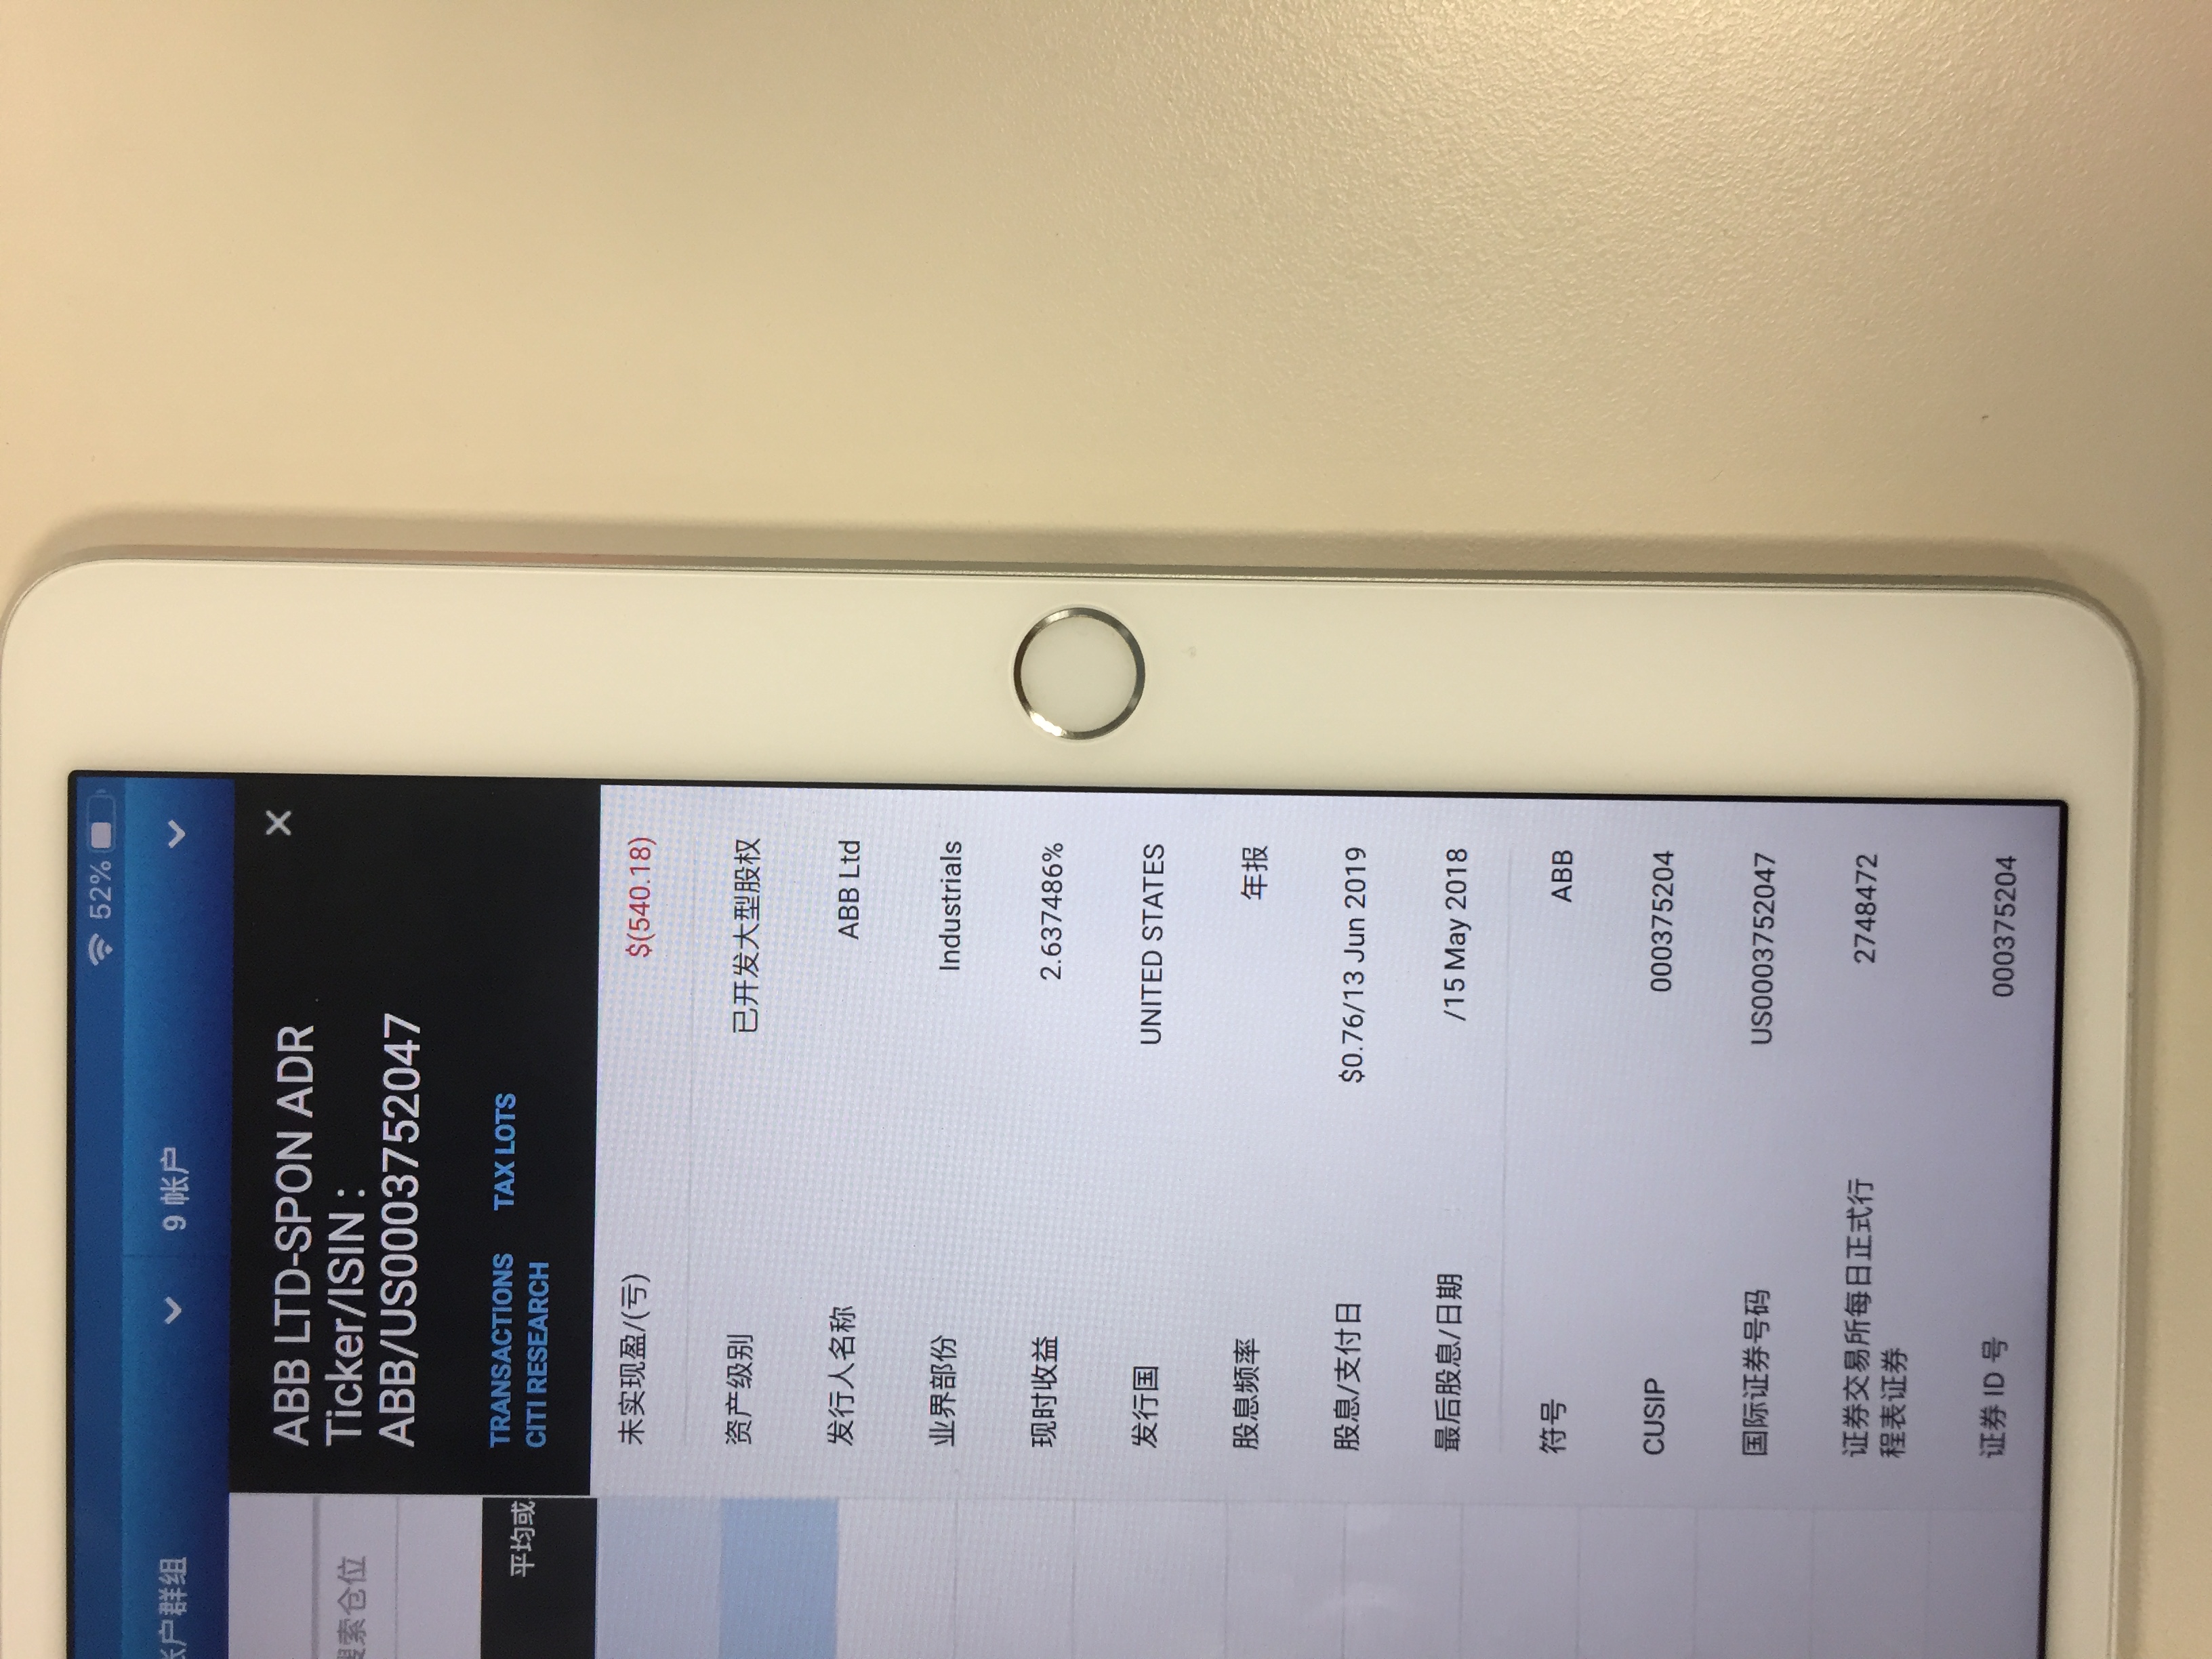 52%
帐户群组
9 帐户
搜索仓位
平均或
ABB LTD-SPON ADR
Ticker/ISIN :
ABB/US0003752047
TRANSACTIONS TAX LOTS
CITI RESEARCH
未实现盈/(亏) $(540.18)
资产级别 已开发大型股权
发行人名称 ABB Ltd
业界部份 Industrials
现时收益 2.637486%
发行国 UNITED STATES
股息频率 年报
股息/支付日 $0.76/13 Jun 2019
最后股息/日期 /15 May 2018
符号 ABB
CUSIP 000375204
国际证券号码 US0003752047
证券交易所每日正式行 2748472
程表证券
证券 ID 号 000375204